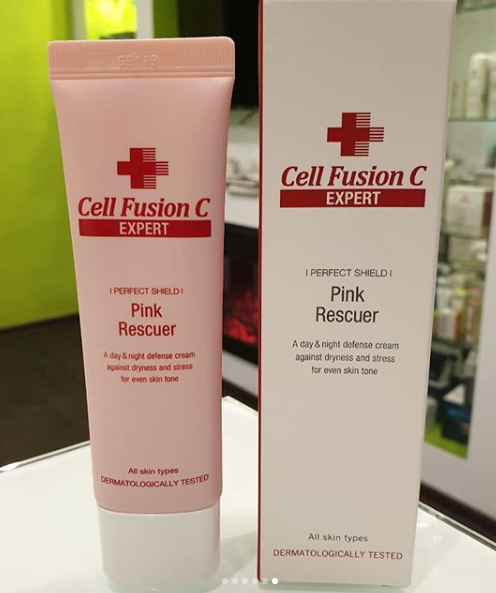 Cell Fusion C
EXPERT
I PERFECT SHIELD I
Pink
Rescuer
A day & night defense cream
against dryness and stress
for even skin tone
All skin types
DERMATOLOGICALLY TESTED
Cell Fusion C
EXPERT
I PERFECT SHIELD I
Pink
Rescuer
A day & night defense cream
against dryness and stress
for even skin tone
All skin types
DERMATOLOGICALLY TESTED